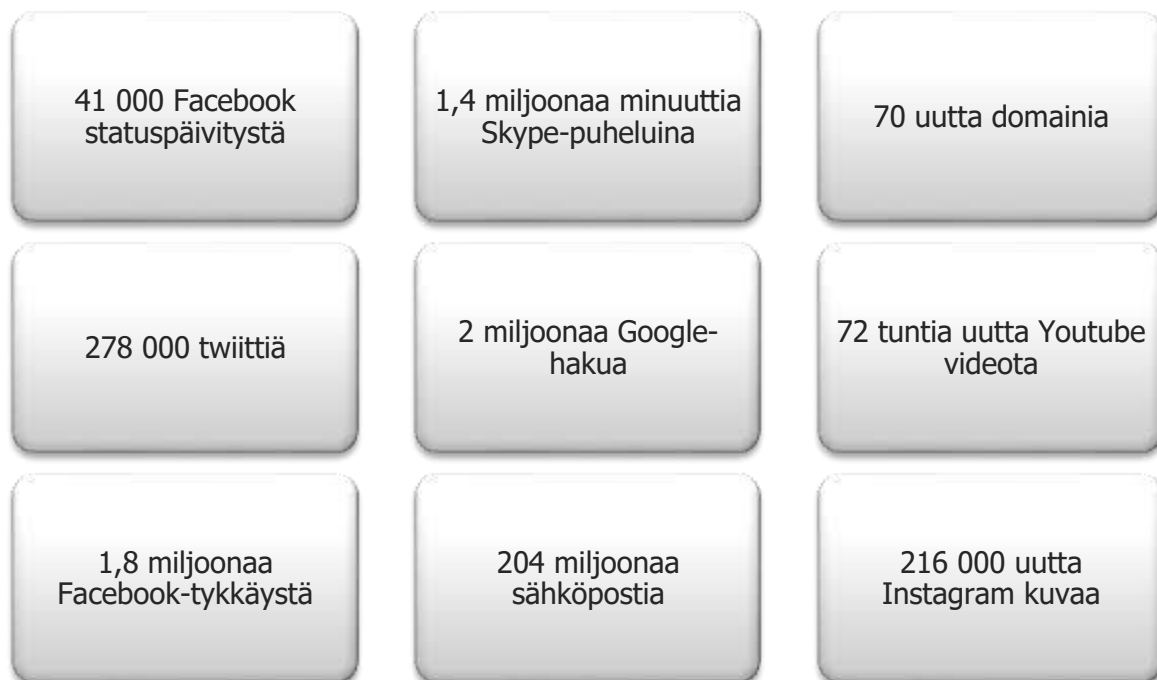 41 000 Facebook
statuspäivitystä
1,4 miljoonaa minuuttia
Skype-puheluina
70 uutta domainia
278 000 twiittiä
2 miljoonaa Google-
hakua
72 tuntia uutta Youtube
videota
1,8 miljoonaa
Facebook-tykkäystä
204 miljoonaa
sähköpostia
216 000 uutta
Instagram kuvaa